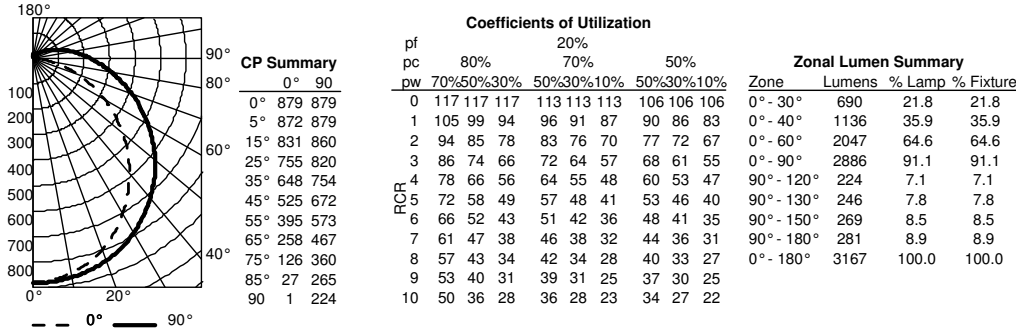 180°
90°
80°
60°
40°
100
200
300
400
500
600
700
800
0°
20°
0° 90°
CP Summary
0° 90
0° 879 879
5° 872 879
15° 831 860
25° 755 820
35° 648 754
45° 525 672
55° 395 573
65° 258 467
75° 126 360
85° 27 265
90 1 224
Coefficients of Utilization
pf 20%
pc 80% 70% 50%
pw 70%50%30% 50%30%10% 50%30%10%
RCR
0 117 117 117 113 113 113 106 106 106
1 105 99 94 96 91 87 90 86 83
2 94 85 78 83 76 70 77 72 67
3 86 74 66 72 64 57 68 61 55
4 78 66 56 64 55 48 60 53 47
5 72 58 49 57 48 41 53 46 40
6 66 52 43 51 42 36 48 41 35
7 61 47 38 46 38 32 44 36 31
8 57 43 34 42 34 28 40 33 27
9 53 40 31 39 31 25 37 30 25
10 50 36 28 36 28 23 34 27 22
Zonal Lumen Summary
Zone Lumens % Lamp % Fixture
0° - 30° 690 21.8 21.8
0° - 40° 1136 35.9 35.9
0° - 60° 2047 64.6 64.6
0° - 90° 2886 91.1 91.1
90° - 120° 224 7.1 7.1
90° - 130° 246 7.8 7.8
90° - 150° 269 8.5 8.5
90° - 180° 281 8.9 8.9
0° - 180° 3167 100.0 100.0